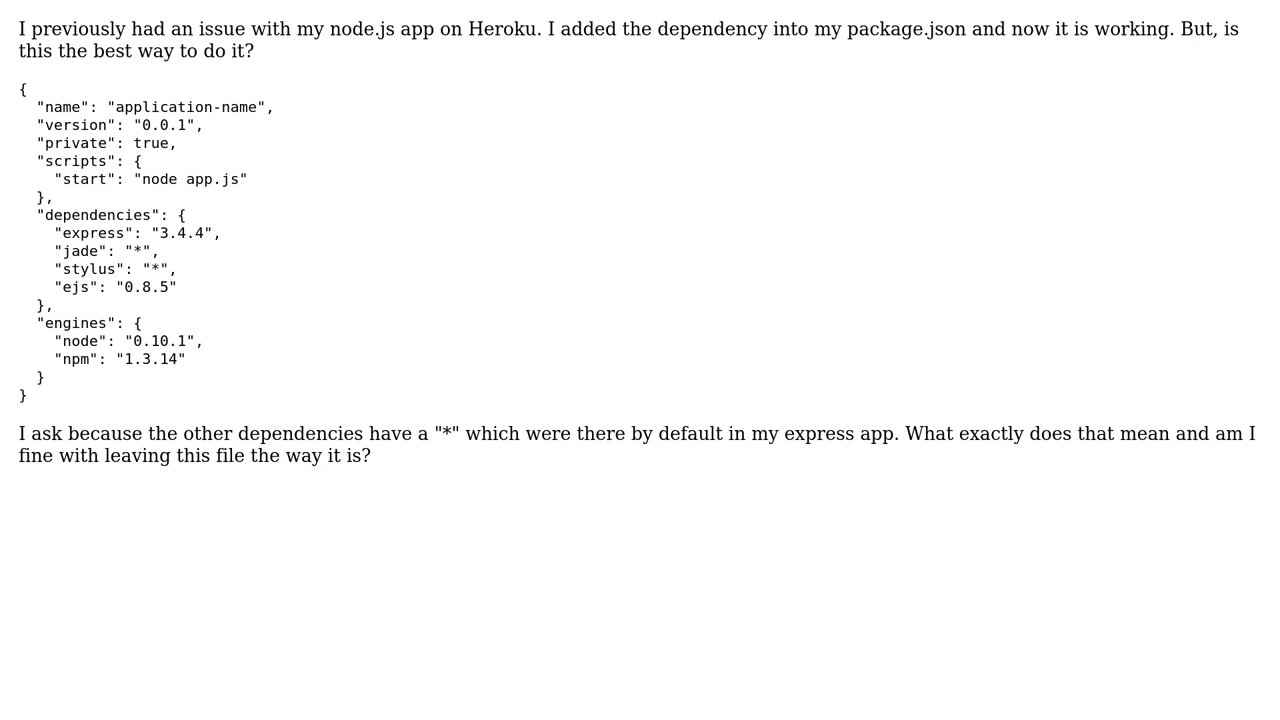 I previously had an issue with my node.js app on Heroku. I added the dependency into my package.json and now it is working. But, is
this the best way to do it?
{
  "name": "application-name",
  "version": "0.0.1",
  "private": true,
  "scripts": {
    "start": "node app.js"
  },
  "dependencies": {
    "express": "3.4.4",
    "jade": "*",
    "stylus": "*",
    "ejs": "0.8.5"
  },
  "engines": {
    "node": "0.10.1",
    "npm": "1.3.14"
  }
}
I ask because the other dependencies have a "*" which were there by default in my express app. What exactly does that mean and am I
fine with leaving this file the way it is?